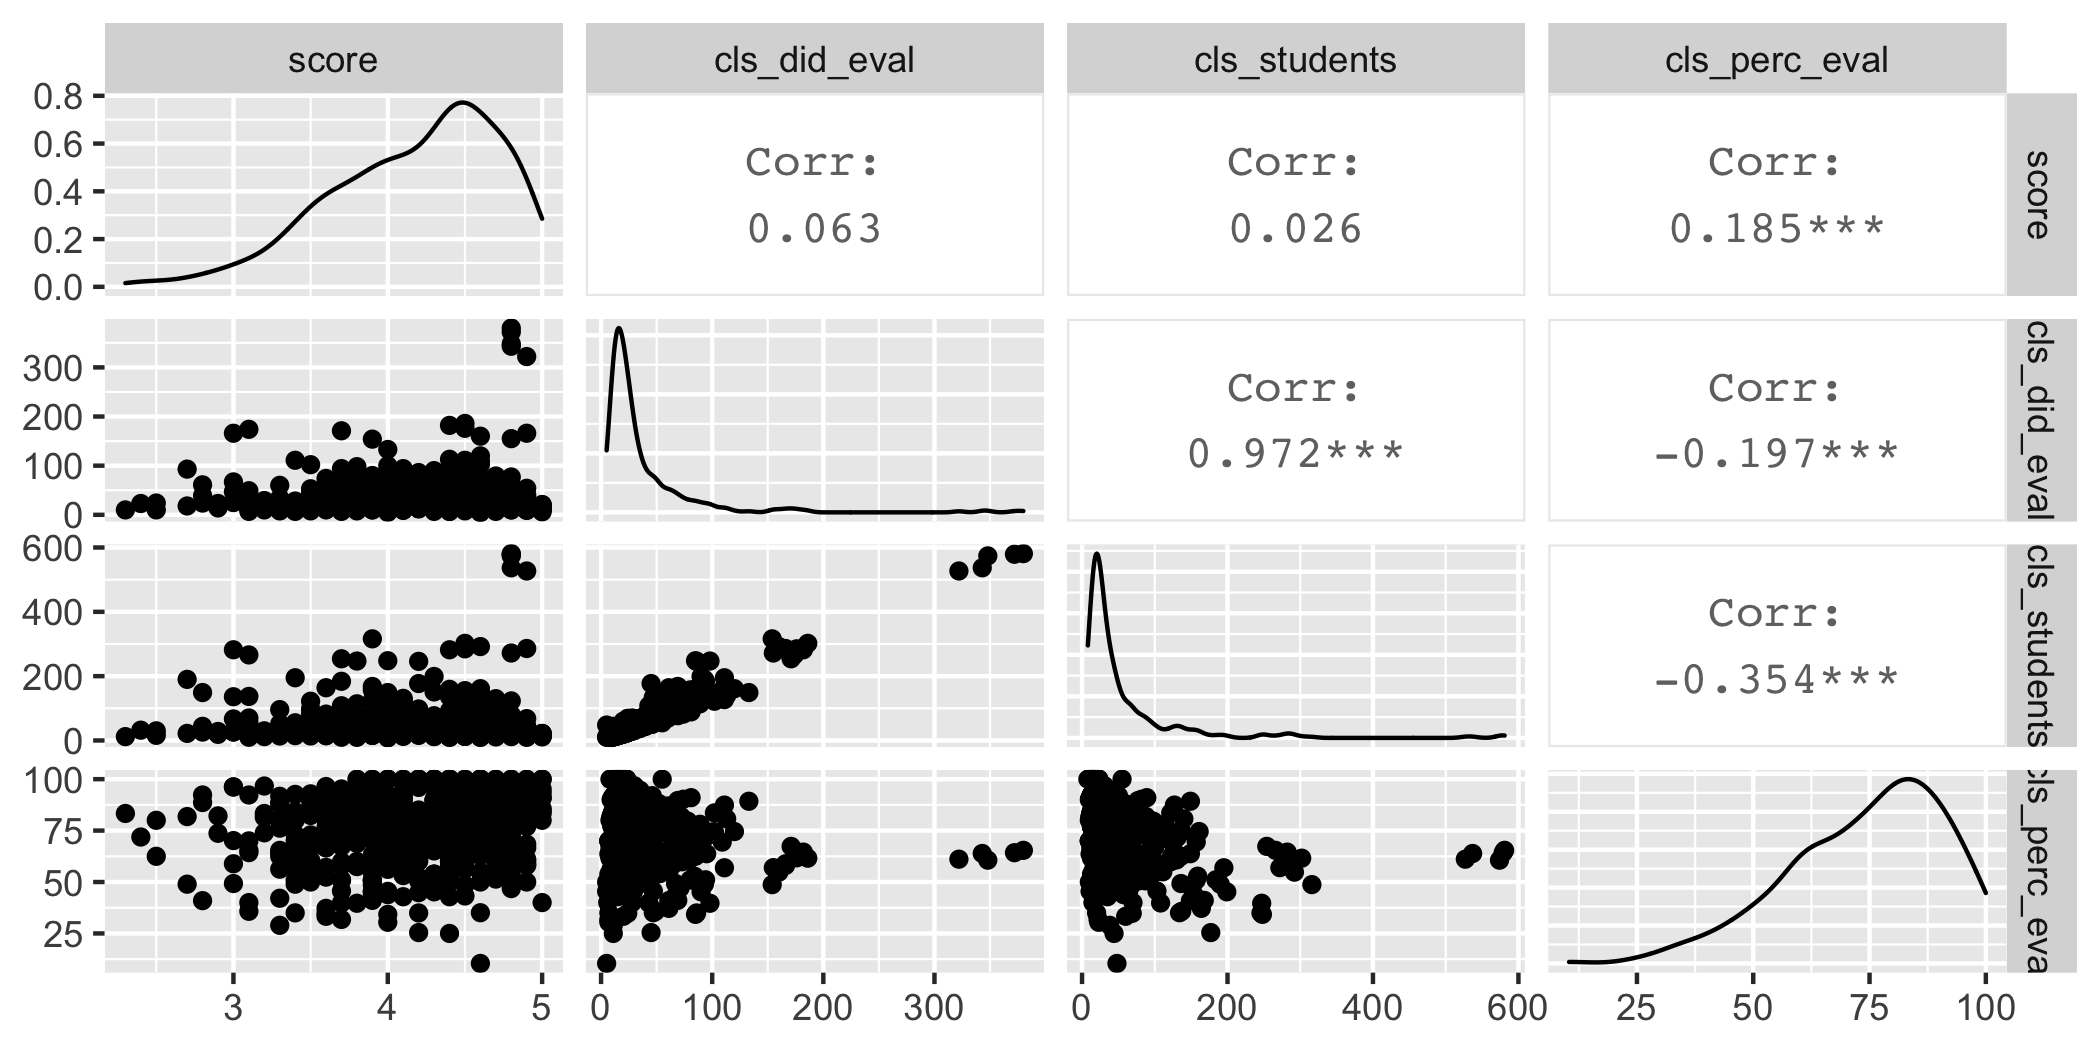 score cls_did_eval cls_students cls_perc_eval
0.8
0.6
0.4
0.2
0.0
Corr:
0.063
Corr:
0.026
Corr:
0.185***
score
300
200
100
0
Corr:
0.972***
Corr:
-0.197***
cls_did_eval
600
400
200
0
Corr:
-0.354***
cls_students
100
75
50
25
cls_perc_eva
3 4 5
0 100 200 300
0 200 400 600
25 50 75 100